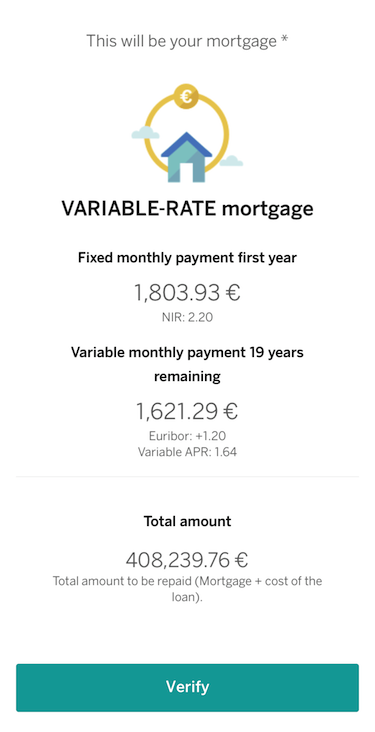 This will be your mortgage *
€
VARIABLE-RATE mortgage
Fixed monthly payment first year
1,803.93 €
NIR: 2.20
Variable monthly payment 19 years
remaining
1,621.29 €
Euribor: +1.20
Variable APR: 1.64
Total amount
408,239.76 €
Total amount to be repaid (Mortgage + cost of the
loan).
Verify